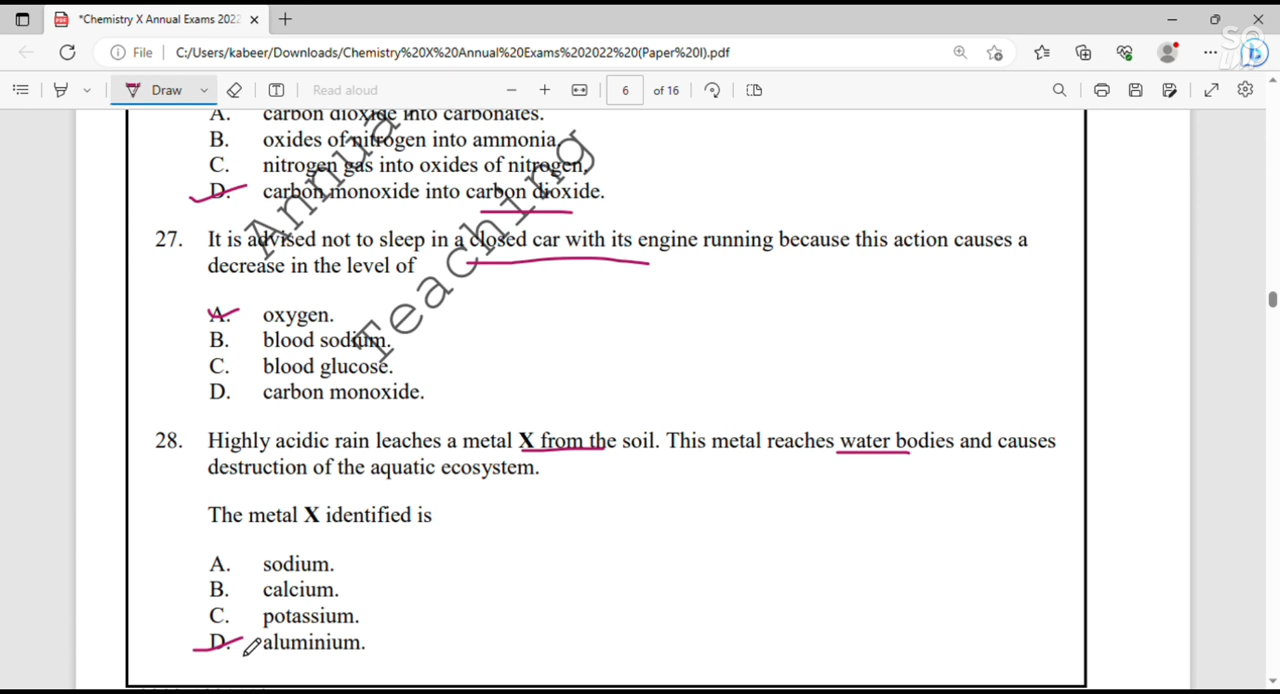 *Chemistry X Annual Exams 2022
File
C:/Users/kabeer/Downloads/Chemistry%20X%20Annual%20Exams%202022%20(Paper%20I).pdf
Draw
Read aloud
6 of 16
A. carbon dioxide into carbonates.
B. oxides of nitrogen into ammonia.
C. nitrogen gas into oxides of nitrogen.
D. carbon monoxide into carbon dioxide.
27. It is advised not to sleep in a closed car with its engine running because this action causes a
decrease in the level of
A. oxygen.
B. blood sodium.
C. blood glucose.
D. carbon monoxide.
28. Highly acidic rain leaches a metal X from the soil. This metal reaches water bodies and causes
destruction of the aquatic ecosystem.
The metal X identified is
A. sodium.
B. calcium.
C. potassium.
D. aluminium.
Annua
Teaching